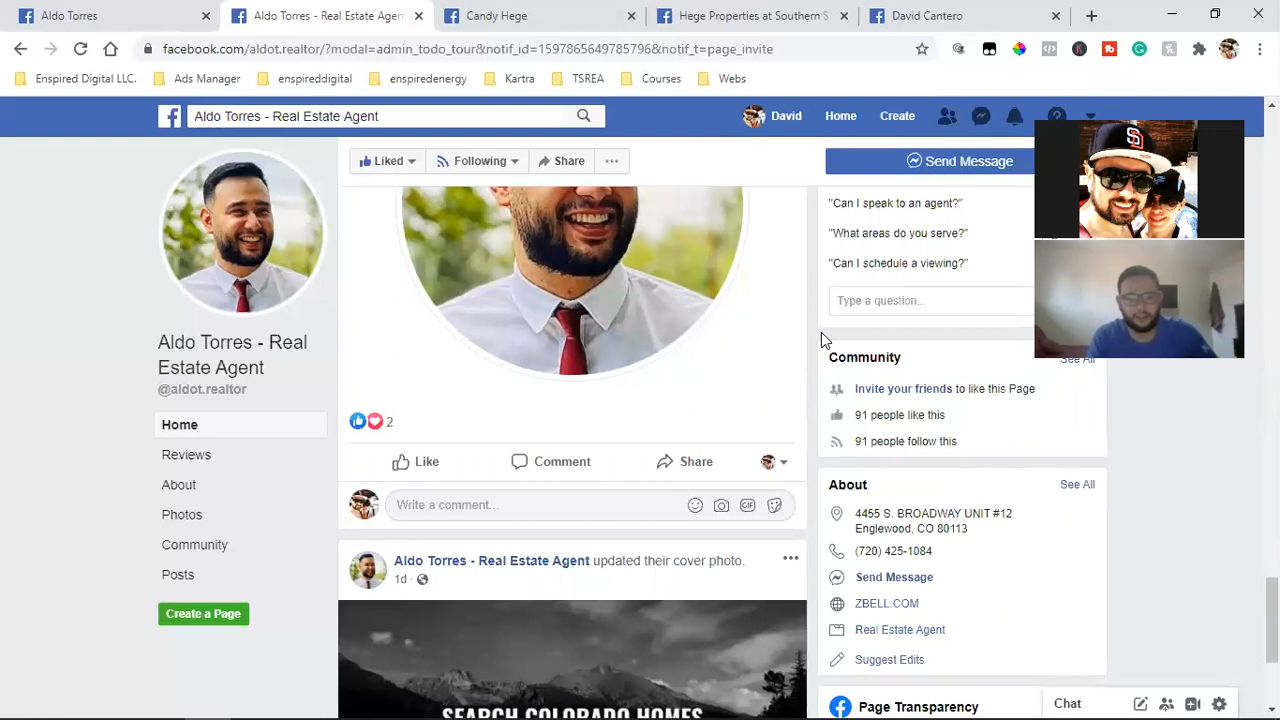 Aldo Torres
Aldo Torres - Real Estate Agen
Candy Hege
Hege Properties at Southern S
David Cantero
facebook.com/aldot.realtor/?modal=admin_todo_tour&notif_id=1597865649785796&notif_t=page_invite
Enspired Digital LLC.
Ads Manager
enspireddigital
enspiredenergy
Kartra
TSREA
Courses
Webs
Aldo Torres - Real Estate Agent
David
Home
Create
Liked
Following
Share
Send Message
Aldo Torres - Real
Estate Agent
@aldot.realtor
Home
Reviews
About
Photos
Community
Posts
Create a Page
2
Like
Comment
Share
Write a comment...
GIF
Aldo Torres - Real Estate Agent updated their cover photo.
1d
SEARCH COLORADO HOMES
"Can I speak to an agent?"
"What areas do you serve?"
"Can I schedule a viewing?"
Type a question...
Community
See All
Invite your friends to like this Page
91 people like this
91 people follow this
About
See All
4455 S. BROADWAY UNIT #12
Englewood, CO 80113
(720) 425-1084
Send Message
ZBELL.COM
Real Estate Agent
Suggest Edits
Page Transparency
Chat